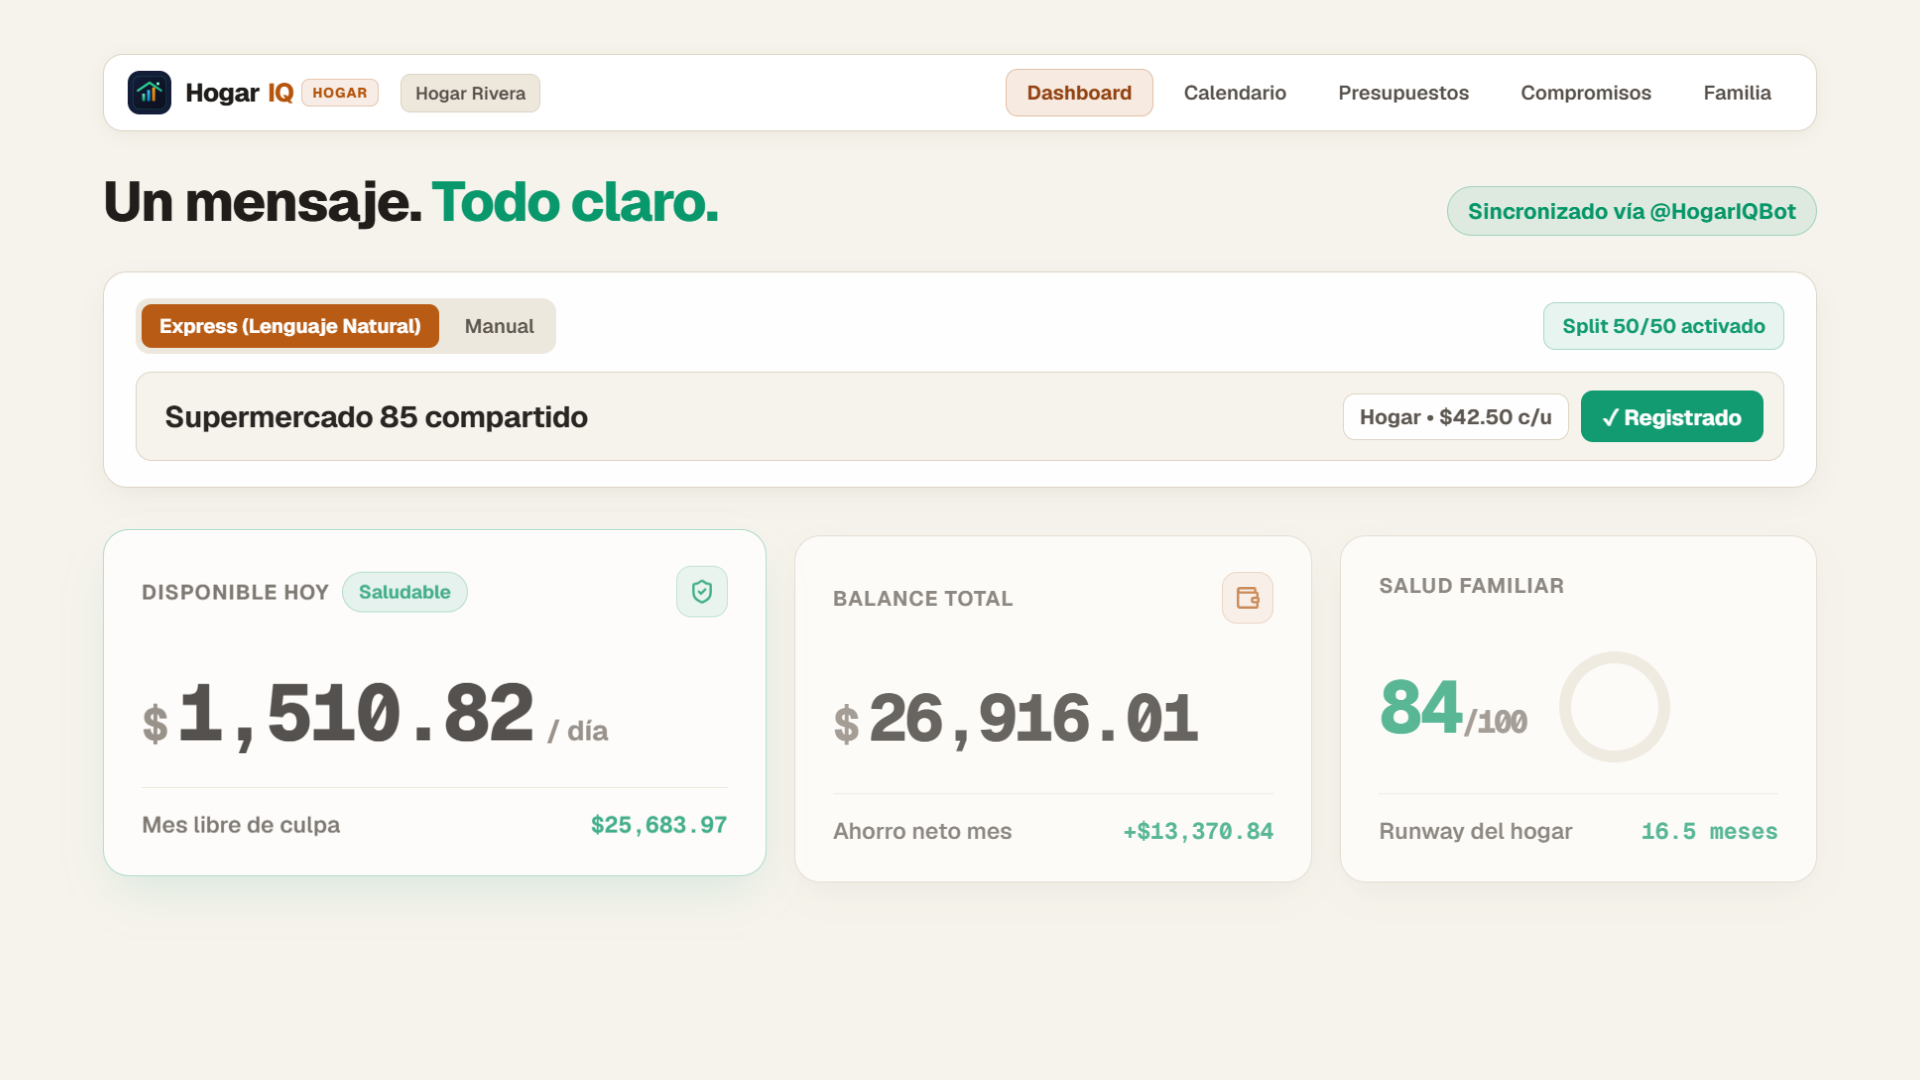 Hogar IQ HOGAR Hogar Rivera Dashboard Calendario Presupuestos Compromisos Familia
Un mensaje. Todo claro.
Sincronizado vía @HogarIQBot
Express (Lenguaje Natural) Manual Split 50/50 activado
Supermercado 85 compartido Hogar • $42.50 c/u ✓ Registrado
DISPONIBLE HOY Saludable
$ 1,510.82 / día
Mes libre de culpa $25,683.97
BALANCE TOTAL
$ 26,916.01
Ahorro neto mes +$13,370.84
SALUD FAMILIAR
84/100
Runway del hogar 16.5 meses